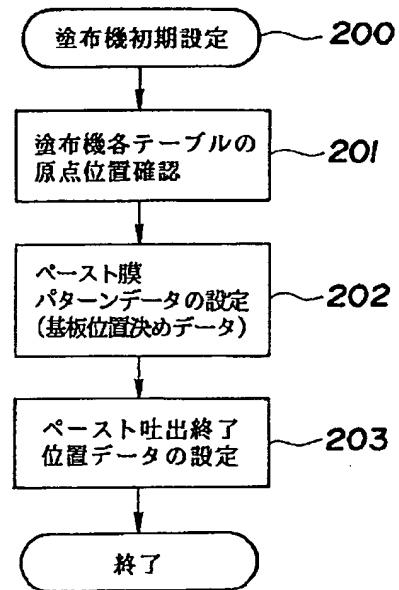 塗布機初期設定
200
塗布機各テーブルの
原点位置確認
201
ペースト膜
パターンデータの設定
(基板位置決めデータ)
202
ペースト吐出終了
位置データの設定
203
終了